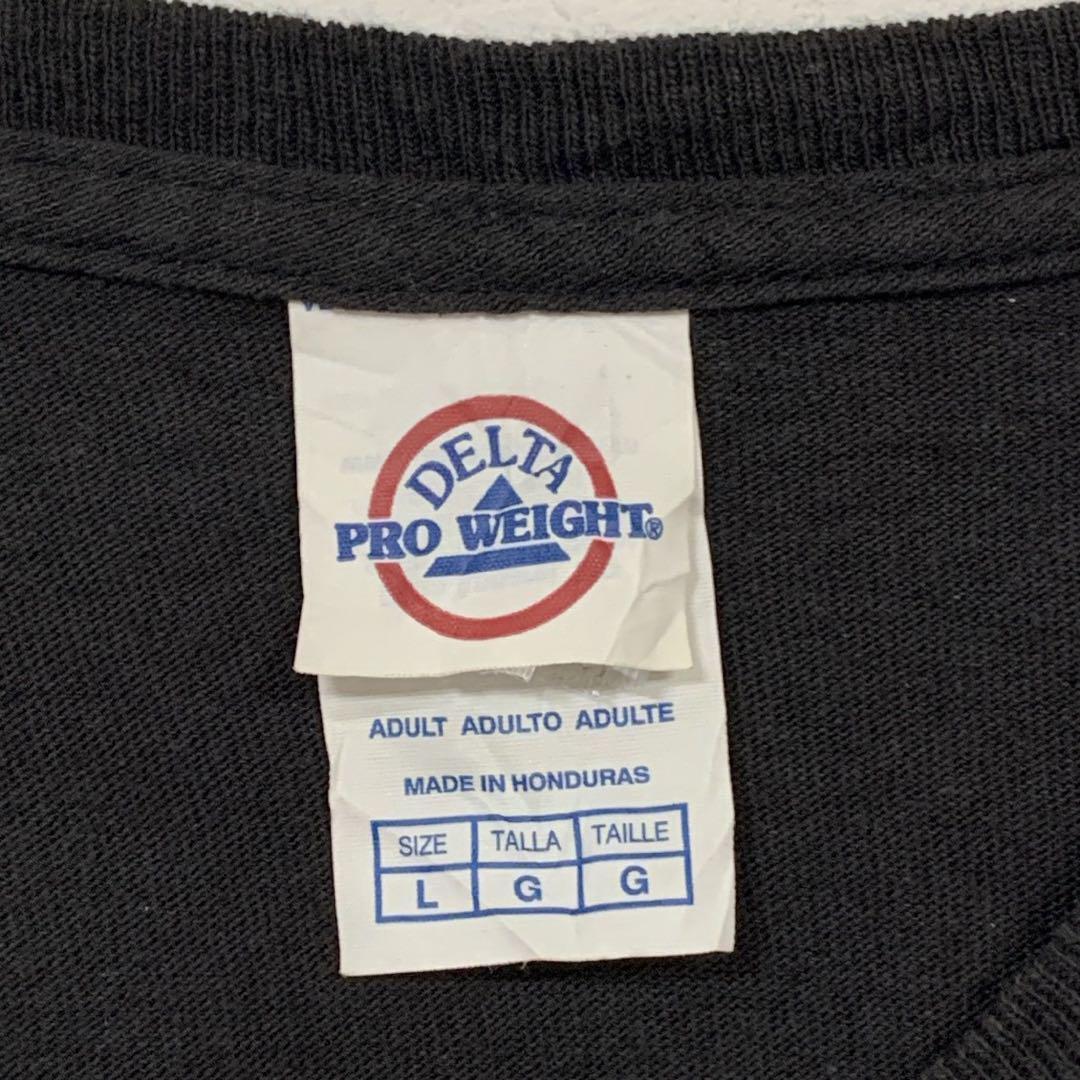 DELTA
PRO WEIGHT®
ADULT ADULTO ADULTE
MADE IN HONDURAS
SIZE TALLA TAILLE
L G G